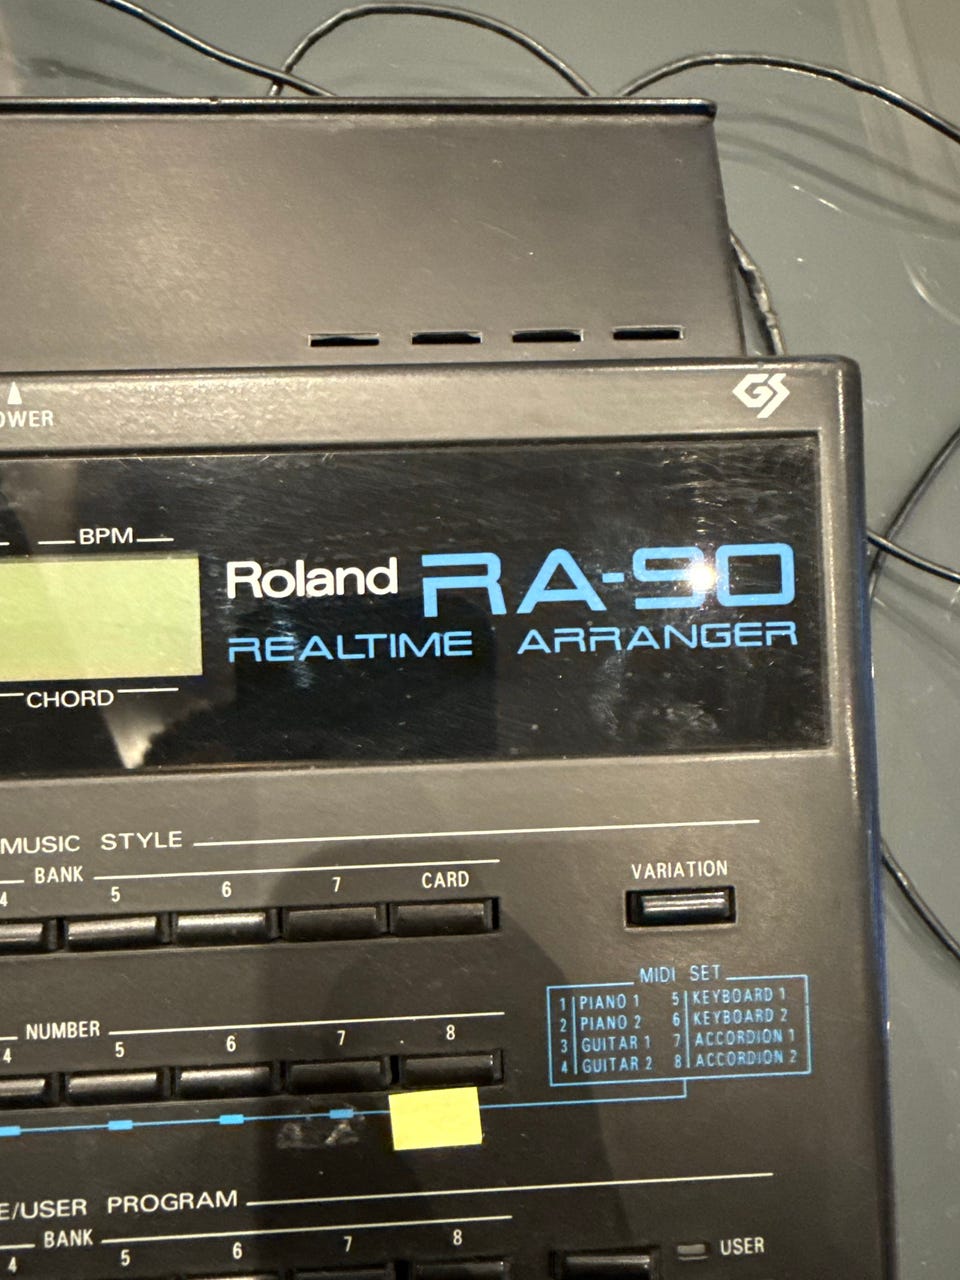 GS
BPM
Roland RA-90
REALTIME ARRANGER
CHORD
MUSIC STYLE
BANK
4 5 6 7 CARD
VARIATION
MIDI SET
1 PIANO 1 5 KEYBOARD 1
2 PIANO 2 6 KEYBOARD 2
3 GUITAR 1 7 ACCORDION 1
4 GUITAR 2 8 ACCORDION 2
NUMBER
4 5 6 7 8
/USER PROGRAM
BANK
4 5 6 7 8
USER